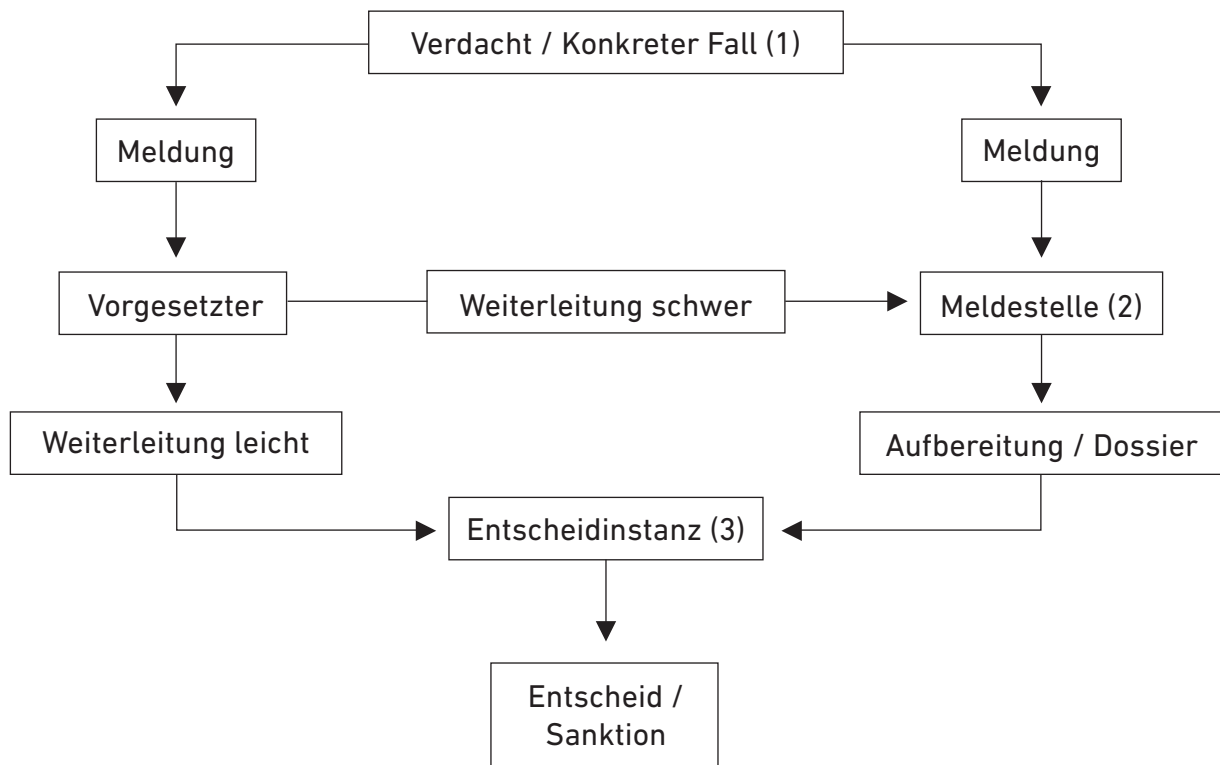 Verdacht / Konkreter Fall (1)
Meldung
Meldung
Vorgesetzter
Weiterleitung schwer
Meldestelle (2)
Weiterleitung leicht
Aufbereitung / Dossier
Entscheidinstanz (3)
Entscheid /
Sanktion